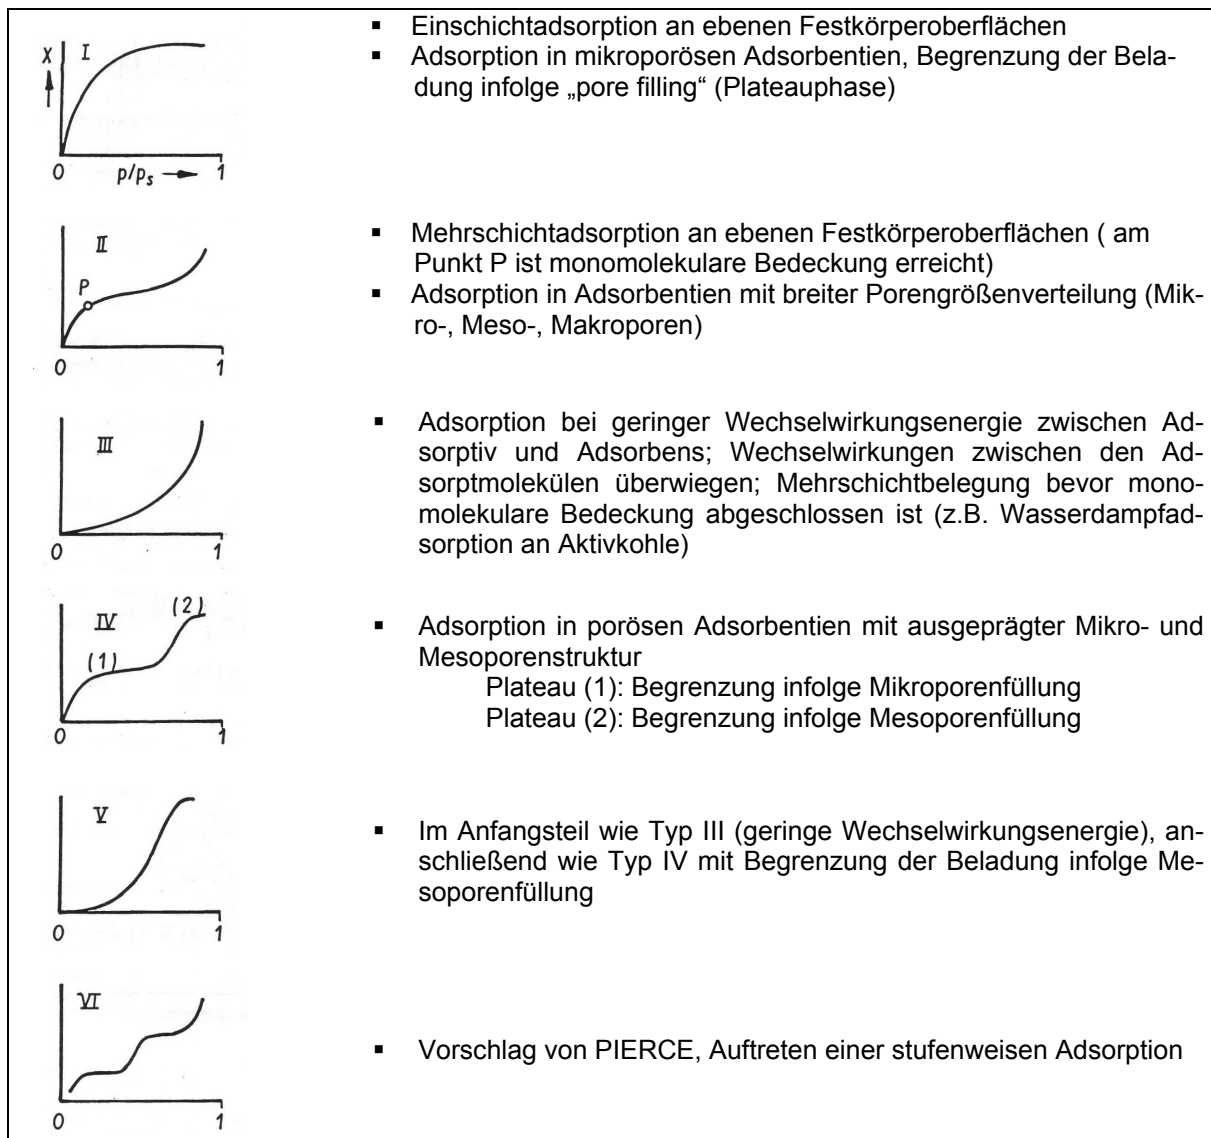 X I
0 p/ps 1
▪ Einschichtadsorption an ebenen Festkörperoberflächen
▪ Adsorption in mikroporösen Adsorbentien, Begrenzung der Bela-
dung infolge „pore filling“ (Plateauphase)
II
P
0 1
▪ Mehrschichtadsorption an ebenen Festkörperoberflächen ( am
Punkt P ist monomolekulare Bedeckung erreicht)
▪ Adsorption in Adsorbentien mit breiter Porengrößenverteilung (Mik-
ro-, Meso-, Makroporen)
III
0 1
▪ Adsorption bei geringer Wechselwirkungsenergie zwischen Ad-
sorptiv und Adsorbens; Wechselwirkungen zwischen den Ad-
sorptmolekülen überwiegen; Mehrschichtbelegung bevor mono-
molekulare Bedeckung abgeschlossen ist (z.B. Wasserdampfad-
sorption an Aktivkohle)
IV (2)
(1)
0 1
▪ Adsorption in porösen Adsorbentien mit ausgeprägter Mikro- und
Mesoporenstruktur
Plateau (1): Begrenzung infolge Mikroporenfüllung
Plateau (2): Begrenzung infolge Mesoporenfüllung
V
0 1
▪ Im Anfangsteil wie Typ III (geringe Wechselwirkungsenergie), an-
schließend wie Typ IV mit Begrenzung der Beladung infolge Me-
soporenfüllung
VI
0 1
▪ Vorschlag von PIERCE, Auftreten einer stufenweisen Adsorption